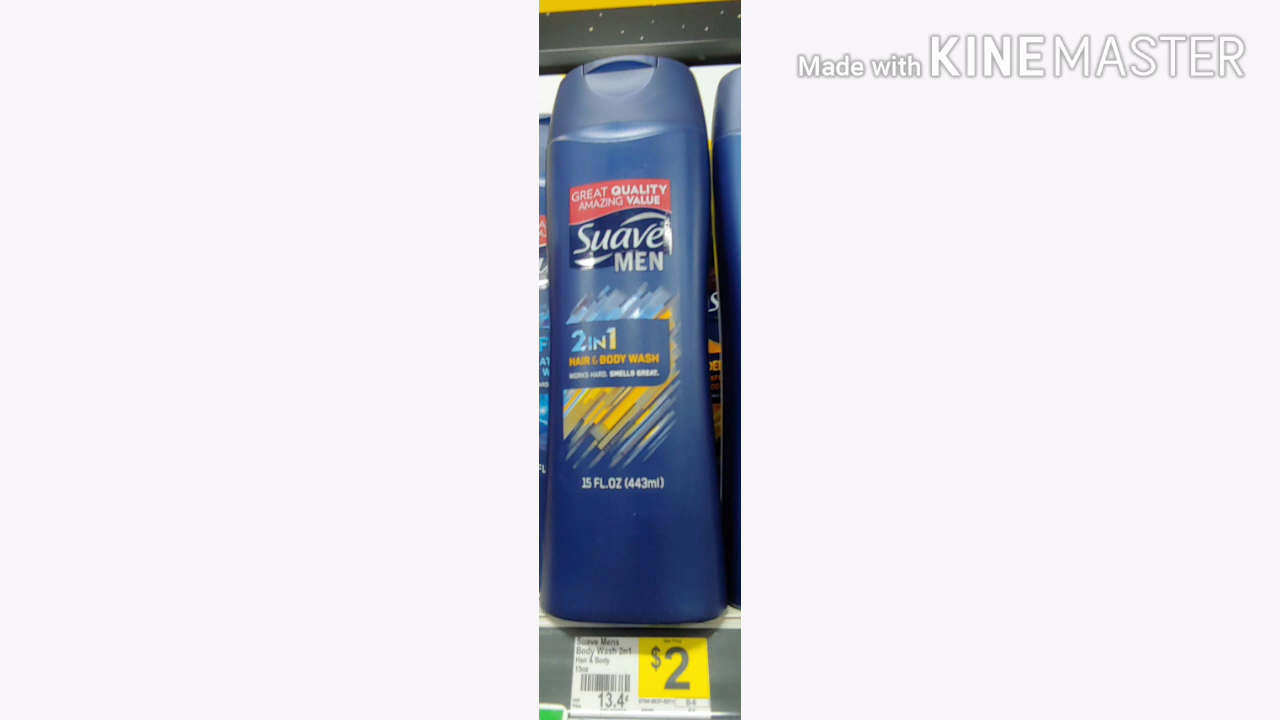 Made with KINEMASTER
GREAT QUALITY
AMAZING VALUE
Suave
MEN
2IN1
HAIR & BODY WASH
WORKS HARD. SMELLS GREAT.
15 FL.OZ (443ml)
Suave Mens
Body Wash 2n1
Hair & Body
15oz
13.4¢
$2